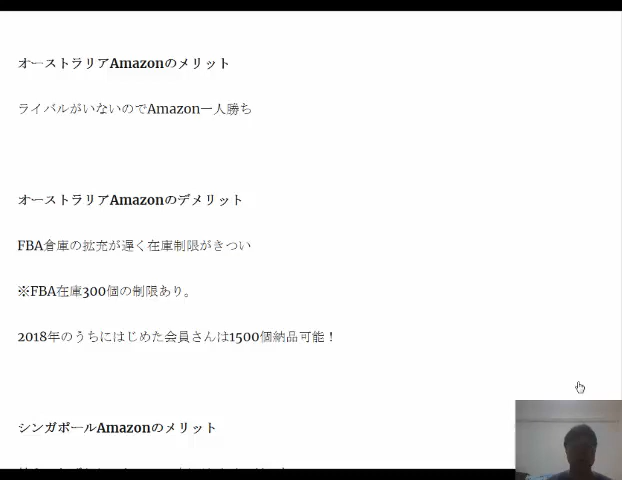 オーストラリアAmazonのメリット
ライバルがいないのでAmazon一人勝ち
オーストラリアAmazonのデメリット
FBA倉庫の拡充が遅く在庫制限がきつい
※FBA在庫300個の制限あり。
2018年のうちにはじめた会員さんは1500個納品可能！
シンガポールAmazonのメリット